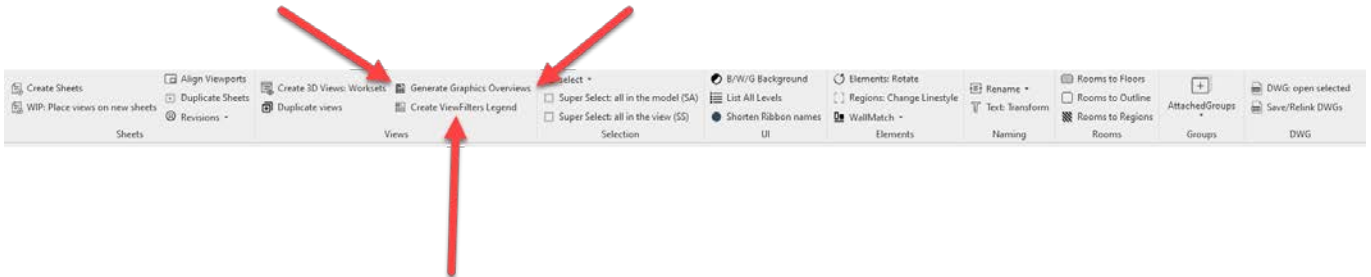 Create Sheets
WIP: Place views on new sheets
Align Viewports
Duplicate Sheets
Revisions
Sheets
Create 3D Views: Worksets
Duplicate views
Generate Graphics Overviews
Create ViewFilters Legend
Views
select
Super Select: all in the model (SA)
Super Select: all in the view (SS)
Selection
B/W/G Background
List All Levels
Shorten Ribbon names
UI
Elements: Rotate
Regions: Change Linestyle
WallMatch
Elements
Rename
Text: Transform
Naming
Rooms to Floors
Rooms to Outline
Rooms to Regions
Rooms
AttachedGroups
Groups
DWG: open selected
Save/Relink DWGs
DWG